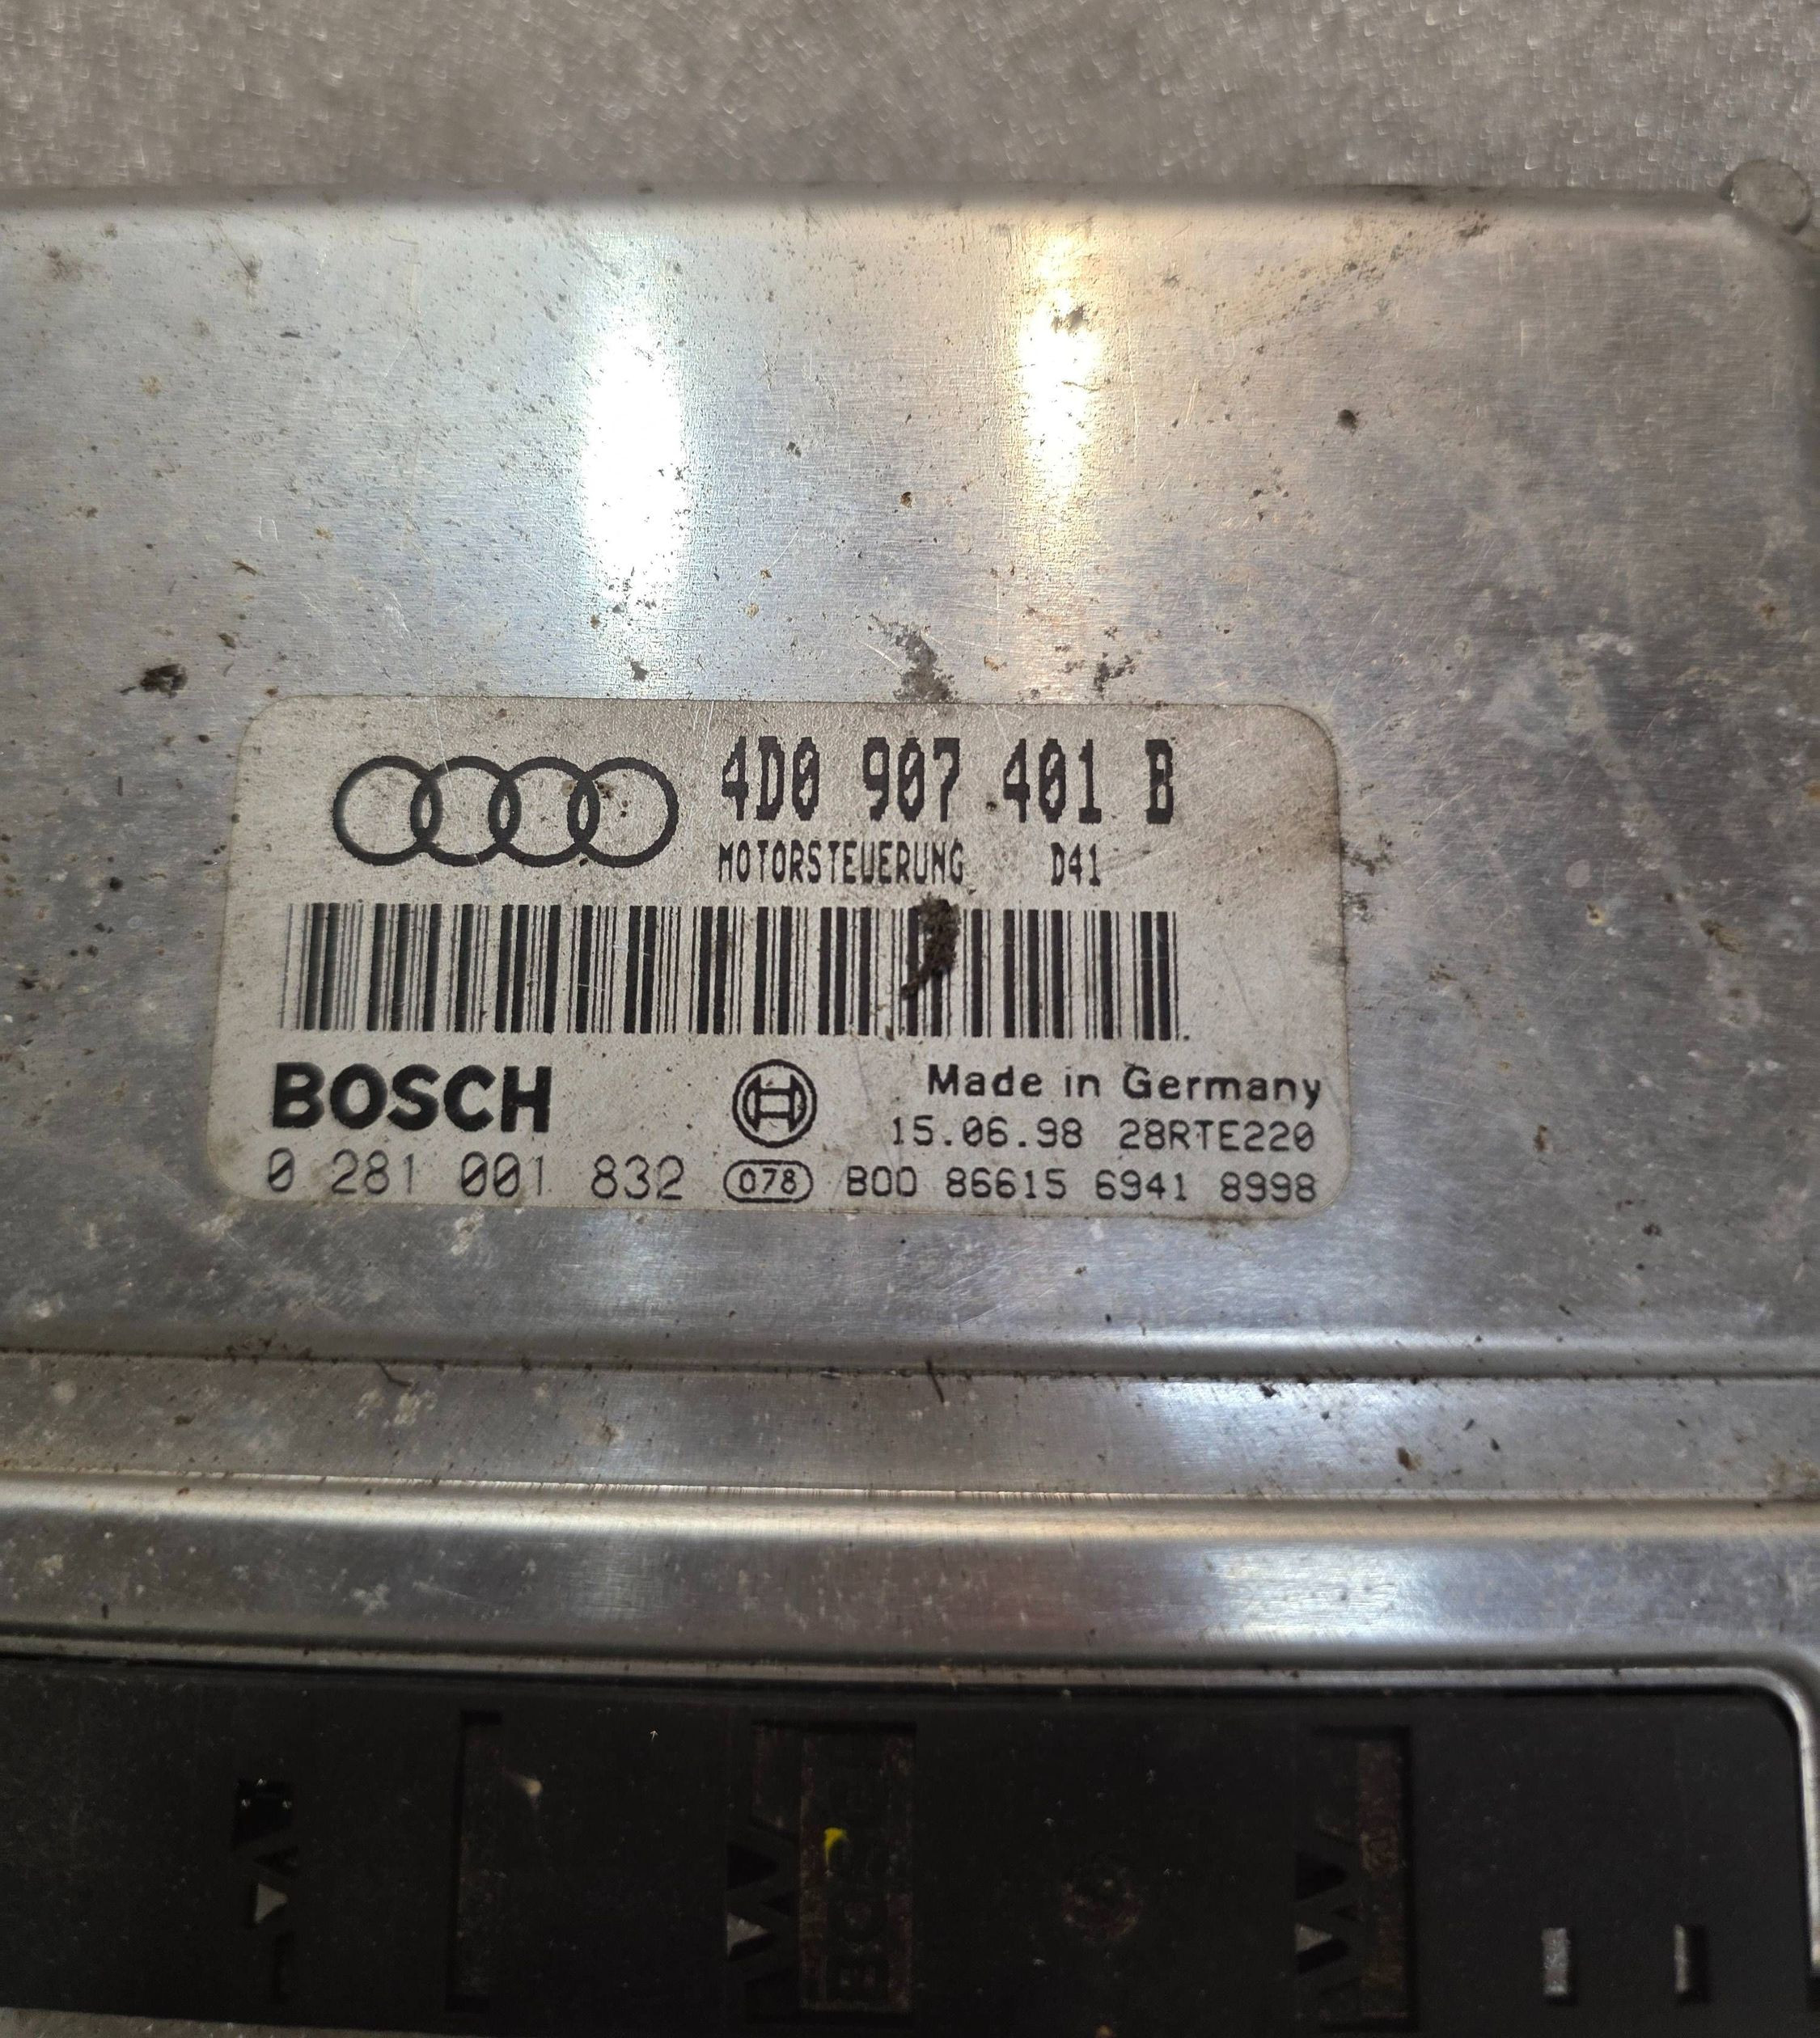 4D0 907 401 B
MOTORSTEUERUNG D41
BOSCH
Made in Germany
15.06.98 28RTE220
0 281 001 832 078 B00 86615 6941 8998